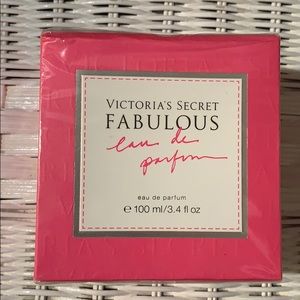 VICTORIA'S SECRET
FABULOUS
eau de
parfum
eau de parfum
e 100 ml/3.4 fl oz